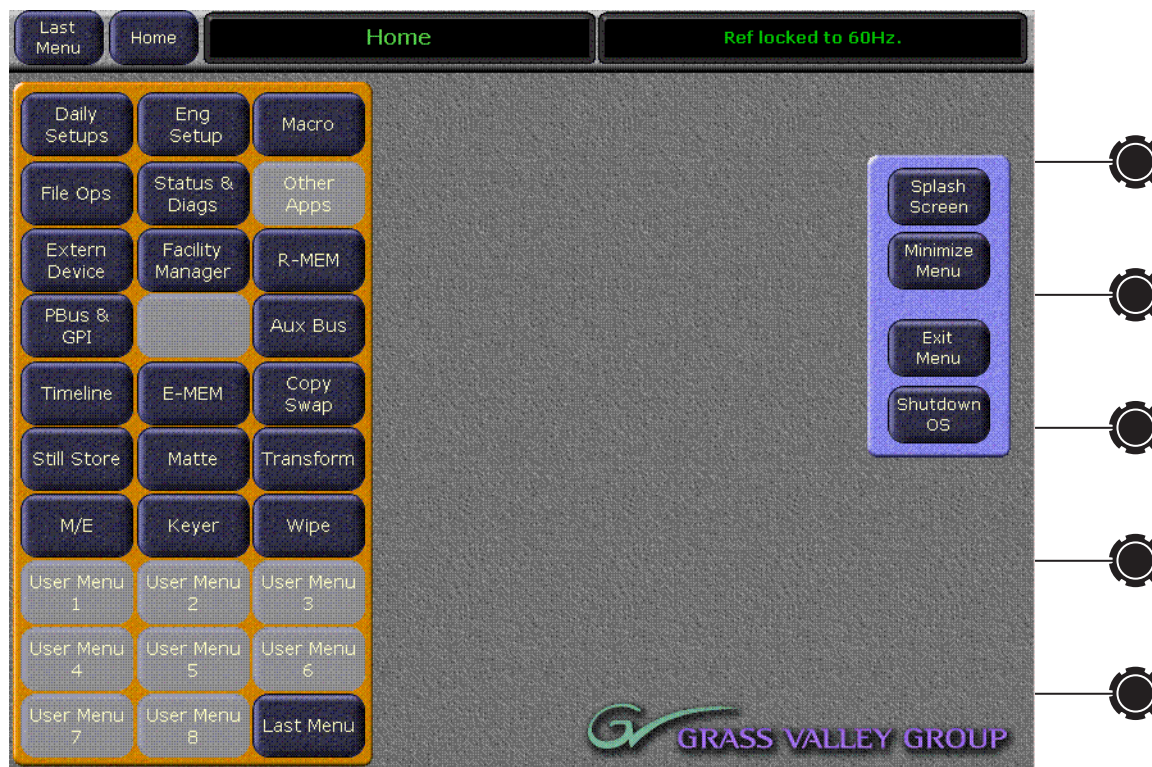 Last
Menu
Home
Home
Ref locked to 60Hz.
Daily
Setups
Eng
Setup
Macro
File Ops
Status &
Diags
Other
Apps
Extern
Device
Facility
Manager
R-MEM
PBus &
GPI
Aux Bus
Timeline
E-MEM
Copy
Swap
Still Store
Matte
Transform
M/E
Keyer
Wipe
User Menu
1
User Menu
2
User Menu
3
User Menu
4
User Menu
5
User Menu
6
User Menu
7
User Menu
8
Last Menu
Splash
Screen
Minimize
Menu
Exit
Menu
Shutdown
OS
GRASS VALLEY GROUP